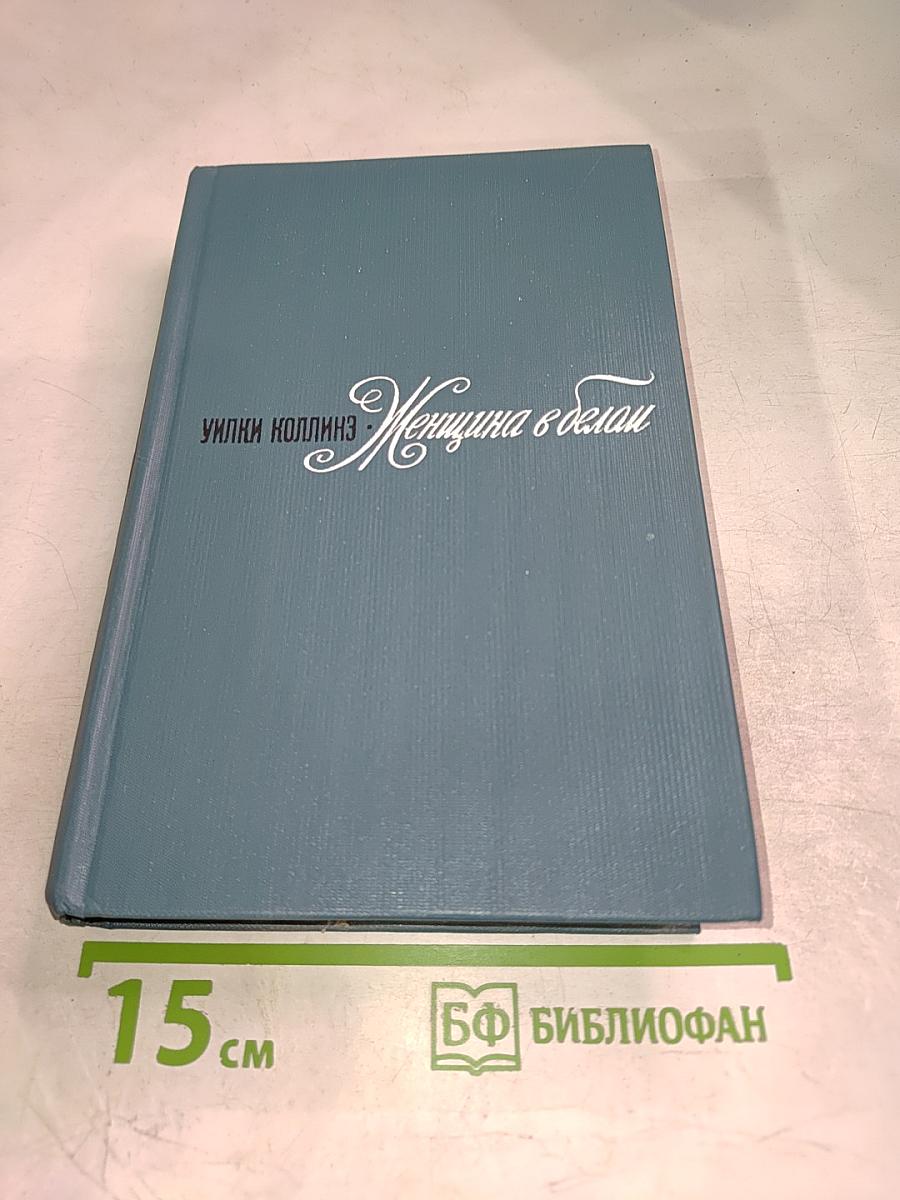 УИЛКИ КОЛЛИНЗ · Женщина в белом
15 см
БФ БИБЛИОФАН